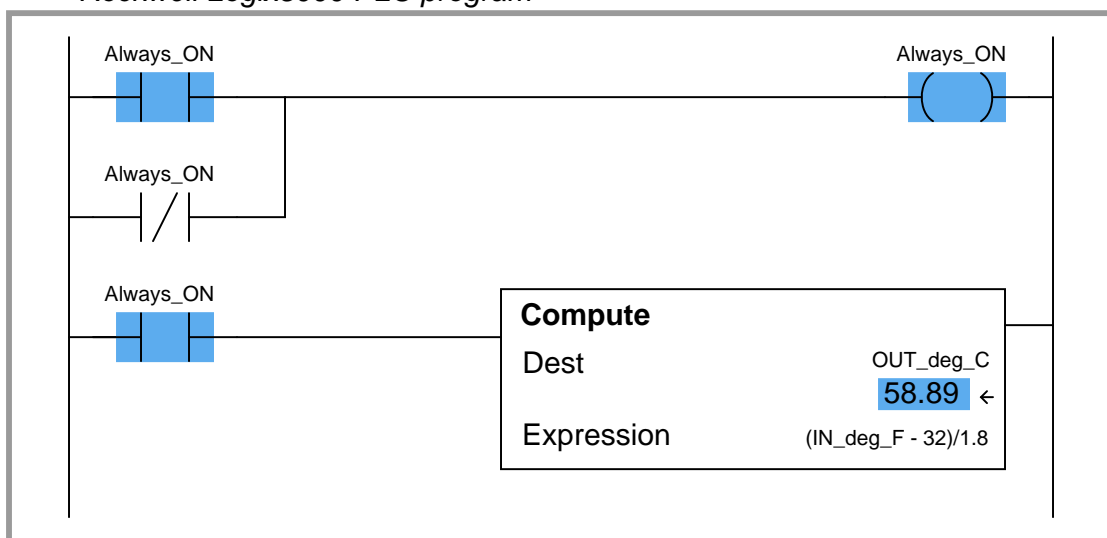 Always_ON Always_ON
Always_ON
Always_ON
Compute
Dest OUT_deg_C
58.89
Expression (IN_deg_F - 32)/1.8